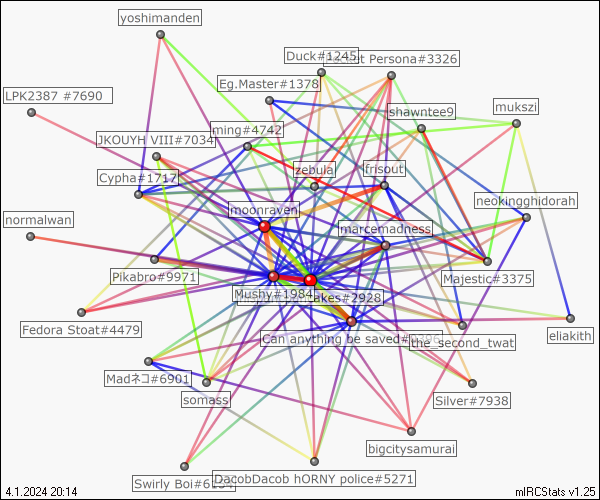 yoshimanden
Duck#1245
Persona#3326
Eg.Master#1378
LPK2387 #7690
shawntee9
mukszi
ming#4742
JKOUYH VIII#7034
zebula
frisout
Cypha#1717
neokingghidorah
moonraven
normalwan
marcemadness
Pikabro#9971
Majestic#3375
Mushy#1984
akes#2928
Fedora Stoat#4479
eliakith
Can anything be saved
the_second_twat
Madネコ#6901
somass
Silver#7938
bigcitysamurai
Swirly Boi#6154
DacobDacob hORNY police#5271
4.1.2024 20:14
mIRCStats v1.25